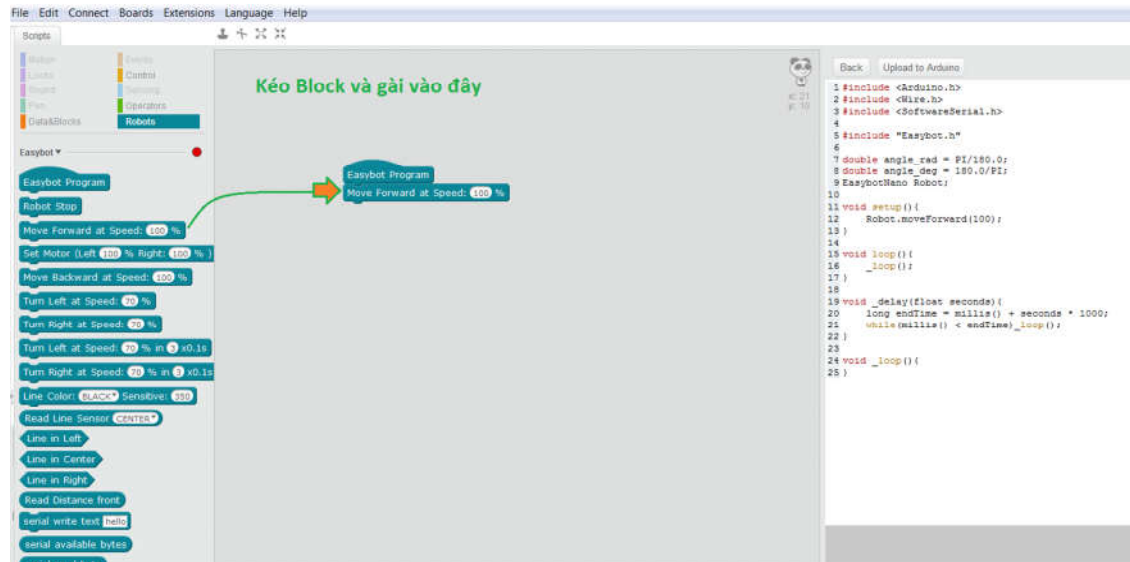 File Edit Connect Boards Extensions Language Help
Scripts
Motion
Events
Looks
Control
Sound
Sensing
Pen
Operators
Data&Blocks
Robots
Easybot
Easybot Program
Robot Stop
Move Forward at Speed: 100 %
Set Motor (Left 100 % Right: 100 % )
Move Backward at Speed: 100 %
Turn Left at Speed: 70 %
Turn Right at Speed: 70 %
Turn Left at Speed: 70 % in 3 x0.1s
Turn Right at Speed: 70 % in 3 x0.1s
Line Color: BLACK Sensitive: 350
Read Line Sensor CENTER
Line in Left
Line in Center
Line in Right
Read Distance front
serial write text hello
serial available bytes
Kéo Block và gài vào đây
Easybot Program
Move Forward at Speed: 100 %
x: 21
y: 10
Back Upload to Arduino
1 #include <Arduino.h>
2 #include <Wire.h>
3 #include <SoftwareSerial.h>
4
5 #include "Easybot.h"
6
7 double angle_rad = PI/180.0;
8 double angle_deg = 180.0/PI;
9 EasybotNano Robot;
10
11 void setup(){
12 Robot.moveForward(100);
13 }
14
15 void loop(){
16 _loop();
17 }
18
19 void _delay(float seconds){
20 long endTime = millis() + seconds * 1000;
21 while(millis() < endTime)_loop();
22 }
23
24 void _loop(){
25 }